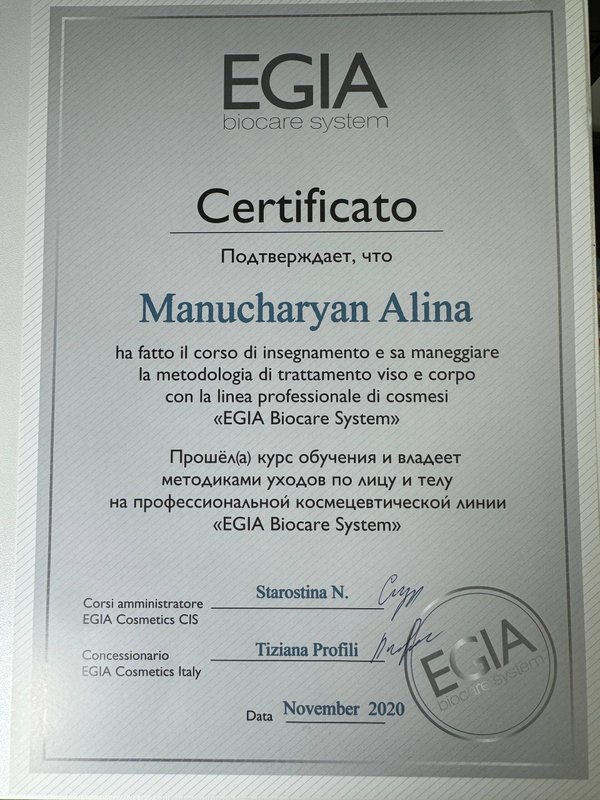 EGIA
biocare system
Certificato
Подтверждает, что
Manucharyan Alina
ha fatto il corso di insegnamento e sa maneggiare
la metodologia di trattamento viso e corpo
con la linea professionale di cosmesi
«EGIA Biocare System»
Прошёл(а) курс обучения и владеет
методиками уходов по лицу и телу
на профессиональной космецевтической линии
«EGIA Biocare System»
Corsi amministratore
EGIA Cosmetics CIS
Starostina N.
Concessionario
EGIA Cosmetics Italy
Tiziana Profili
EGIA
biocare system
Data November 2020